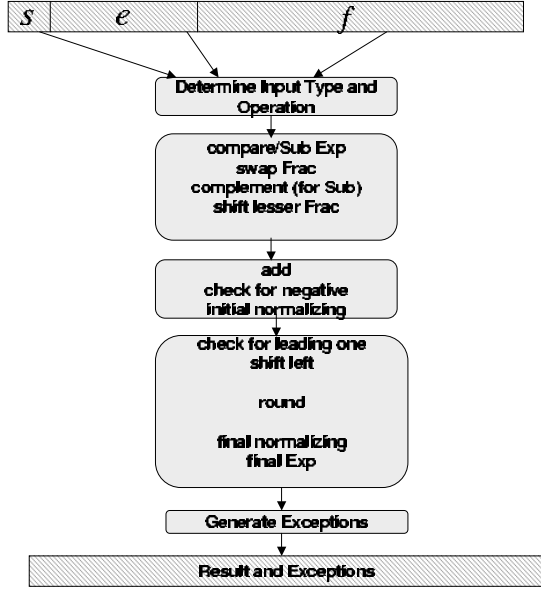 s e f
Determine Input Type and
Operation
compare/Sub Exp
swap Frac
complement (for Sub)
shift lesser Frac
add
check for negative
initial normalizing
check for leading one
shift left
round
final normalizing
final Exp
Generate Exceptions
Result and Exceptions